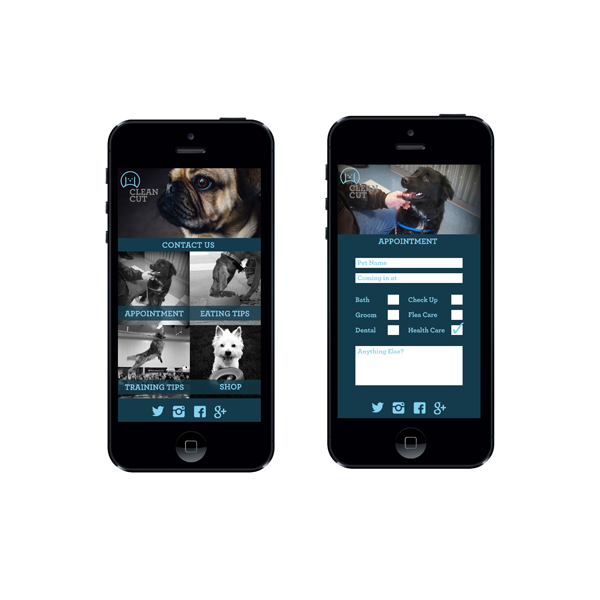 CLEAN
CUT
CONTACT US
APPOINTMENT
EATING TIPS
TRAINING TIPS
SHOP
g+
CLEAN
CUT
APPOINTMENT
Pet Name
Coming in at
Bath
Check Up
Groom
Flea Care
Dental
Health Care
Anything Else?
g+